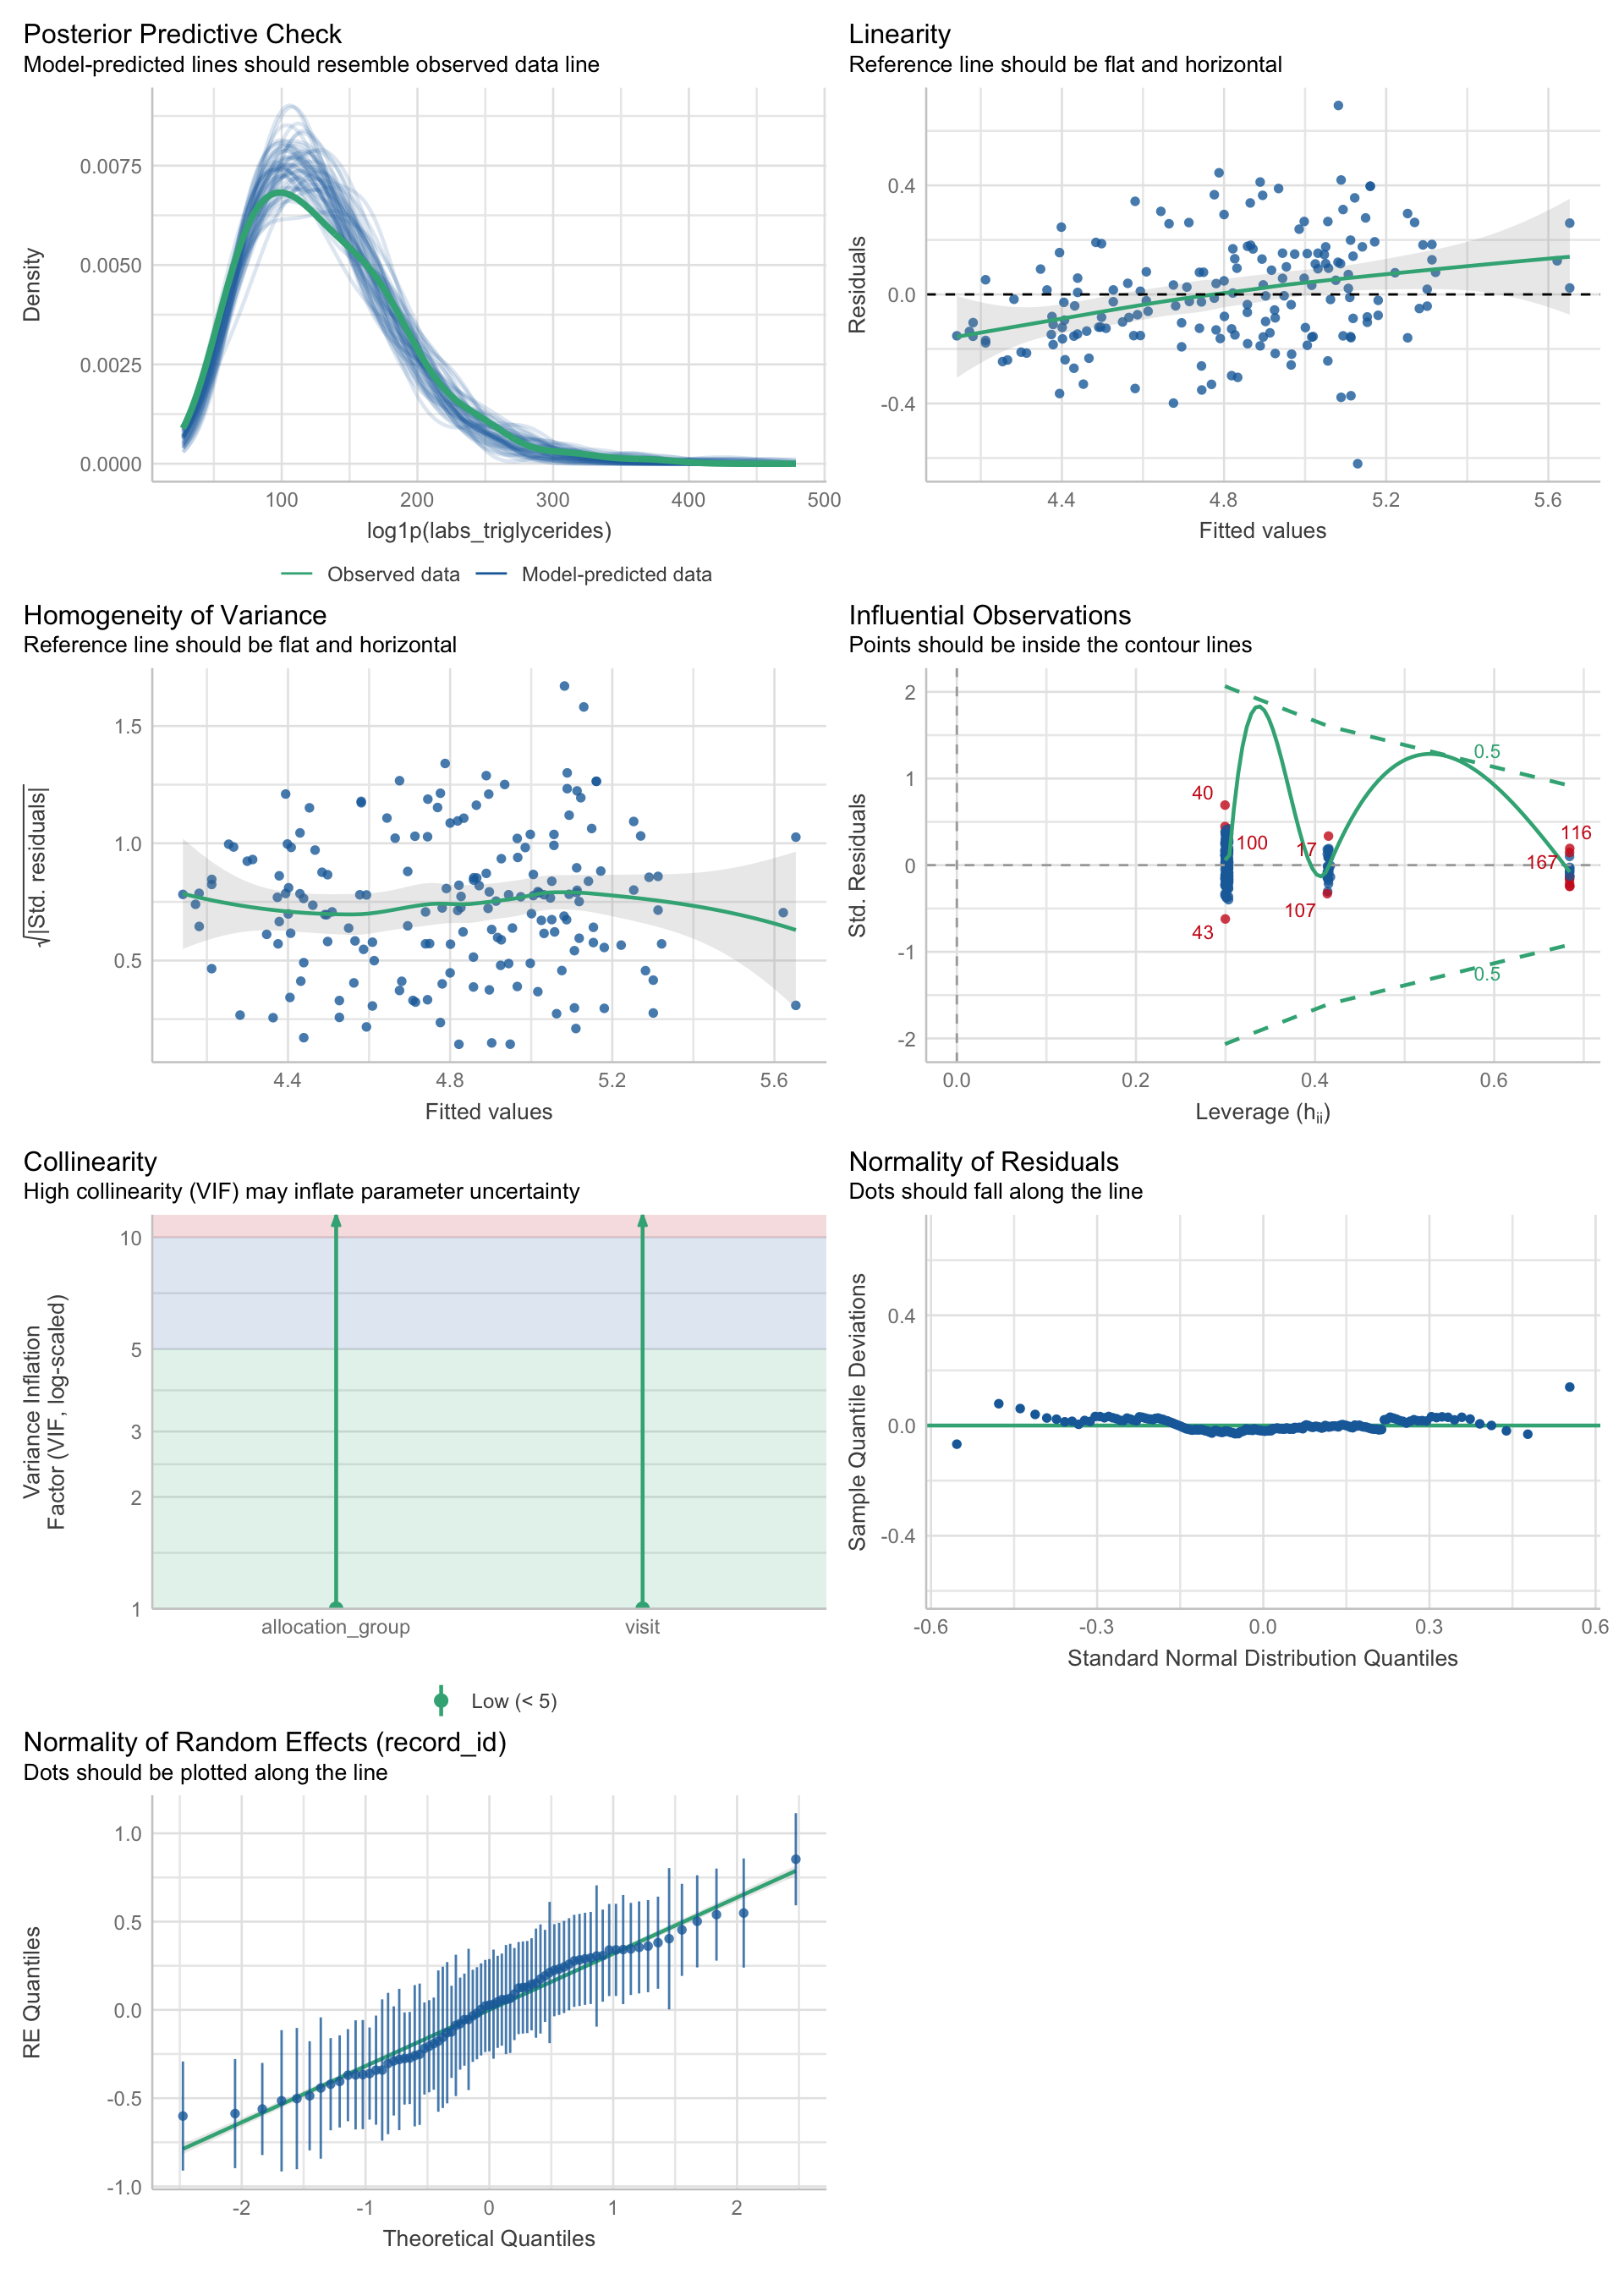 Posterior Predictive Check
Model-predicted lines should resemble observed data line
Density
0.0075
0.0050
0.0025
0.0000
100
200
300
400
500
log1p(labs_triglycerides)
Observed data
Model-predicted data
Linearity
Reference line should be flat and horizontal
Residuals
0.4
0.0
-0.4
4.4
4.8
5.2
5.6
Fitted values
Homogeneity of Variance
Reference line should be flat and horizontal
√|Std. residuals|
1.5
1.0
0.5
4.4
4.8
5.2
5.6
Fitted values
Influential Observations
Points should be inside the contour lines
Std. Residuals
2
1
0
-1
-2
0.5
40
116
100
17
167
107
43
0.5
0.0
0.2
0.4
0.6
Leverage (hii)
Collinearity
High collinearity (VIF) may inflate parameter uncertainty
Variance Inflation
Factor (VIF, log-scaled)
10
5
3
2
1
allocation_group
visit
Low (< 5)
Normality of Residuals
Dots should fall along the line
Sample Quantile Deviations
0.4
0.0
-0.4
-0.6
-0.3
0.0
0.3
0.6
Standard Normal Distribution Quantiles
Normality of Random Effects (record_id)
Dots should be plotted along the line
RE Quantiles
1.0
0.5
0.0
-0.5
-1.0
-2
-1
0
1
2
Theoretical Quantiles